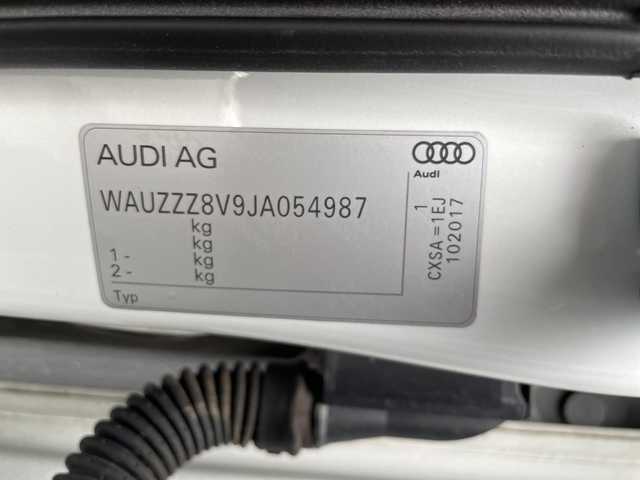 AUDI AG
Audi
WAUZZZ8V9JA054987
kg
kg
1 - kg
2 - kg
Typ
1
CXSA = 1EJ
102017